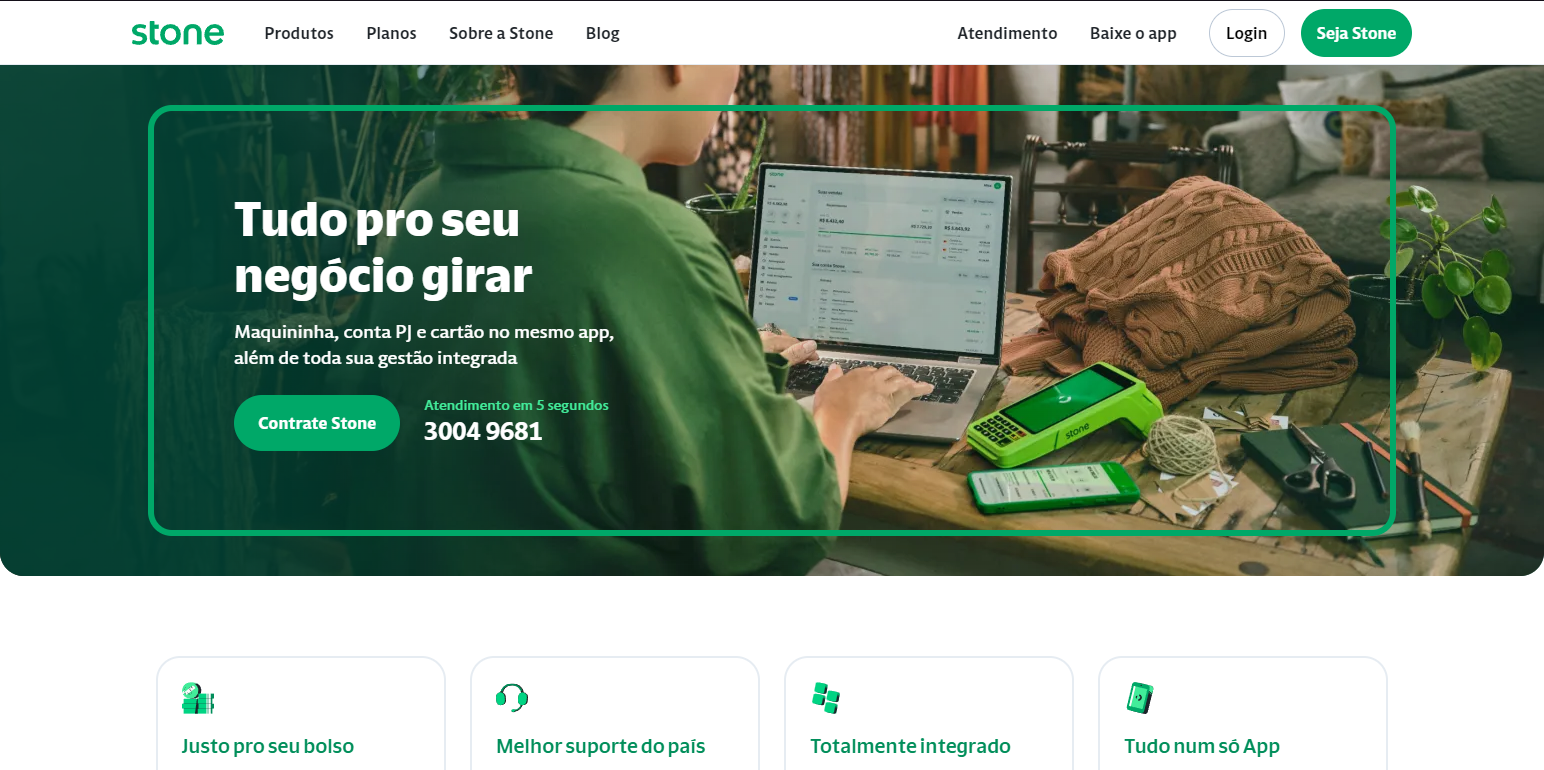 stone
Produtos
Planos
Sobre a Stone
Blog
Atendimento
Baixe o app
Login
Seja Stone
Tudo pro seu
negócio girar
Maquininha, conta PJ e cartão no mesmo app,
além de toda sua gestão integrada
Contrate Stone
Atendimento em 5 segundos
3004 9681
stone
Justo pro seu bolso
Melhor suporte do país
Totalmente integrado
Tudo num só App